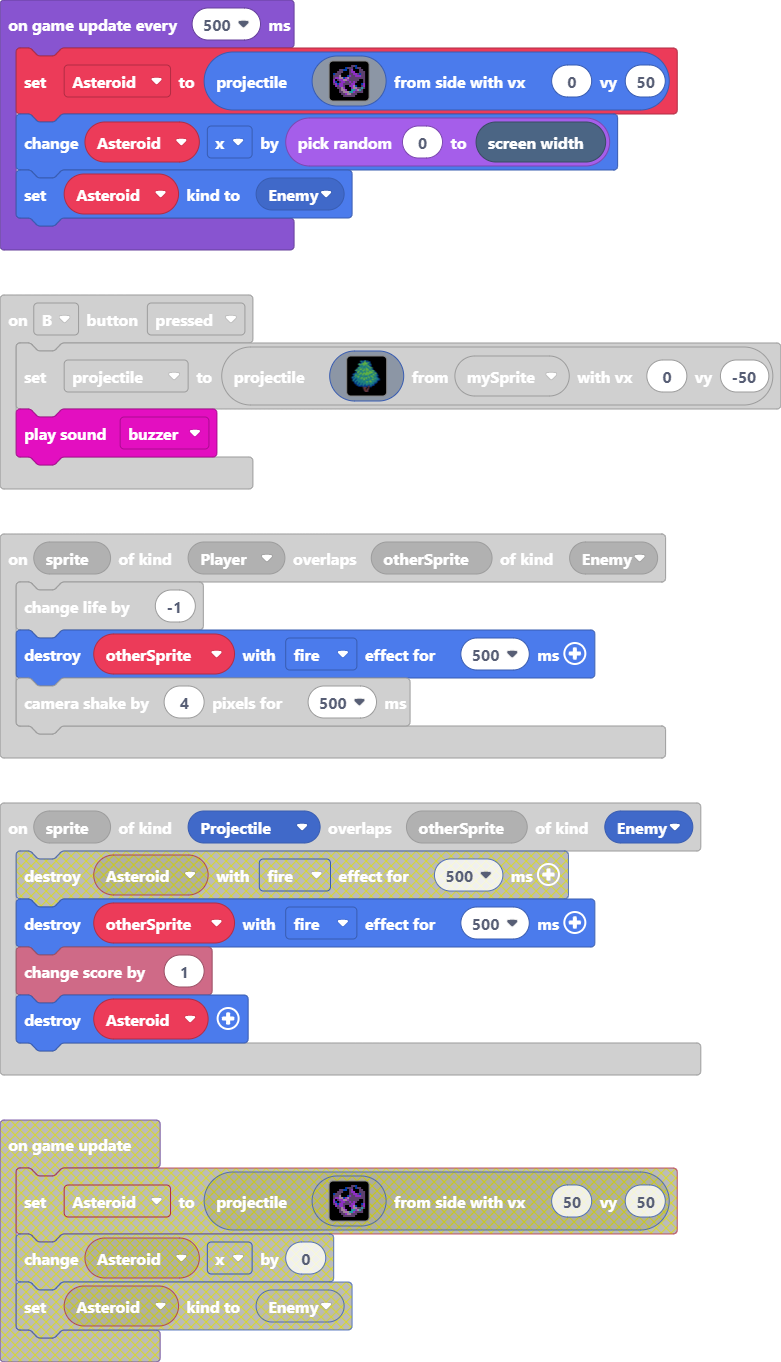 on game update every 500 ms
set Asteroid to projectile from side with vx 0 vy 50
change Asteroid x by pick random 0 to screen width
set Asteroid kind to Enemy
on B button pressed
set projectile to projectile from mySprite with vx 0 vy -50
play sound buzzer
on sprite of kind Player overlaps otherSprite of kind Enemy
change life by -1
destroy otherSprite with fire effect for 500 ms
camera shake by 4 pixels for 500 ms
on sprite of kind Projectile overlaps otherSprite of kind Enemy
destroy Asteroid with fire effect for 500 ms
destroy otherSprite with fire effect for 500 ms
change score by 1
destroy Asteroid
on game update
set Asteroid to projectile from side with vx 50 vy 50
change Asteroid x by 0
set Asteroid kind to Enemy